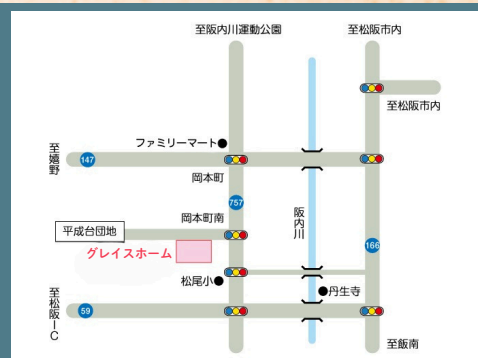 至阪内川運動公園
至松阪市内
至松阪市内
ファミリーマート
至嬉野
147
岡本町
757
岡本町南
阪内川
平成台団地
グレイスホーム
166
松尾小
丹生寺
至松阪IC
59
至飯南